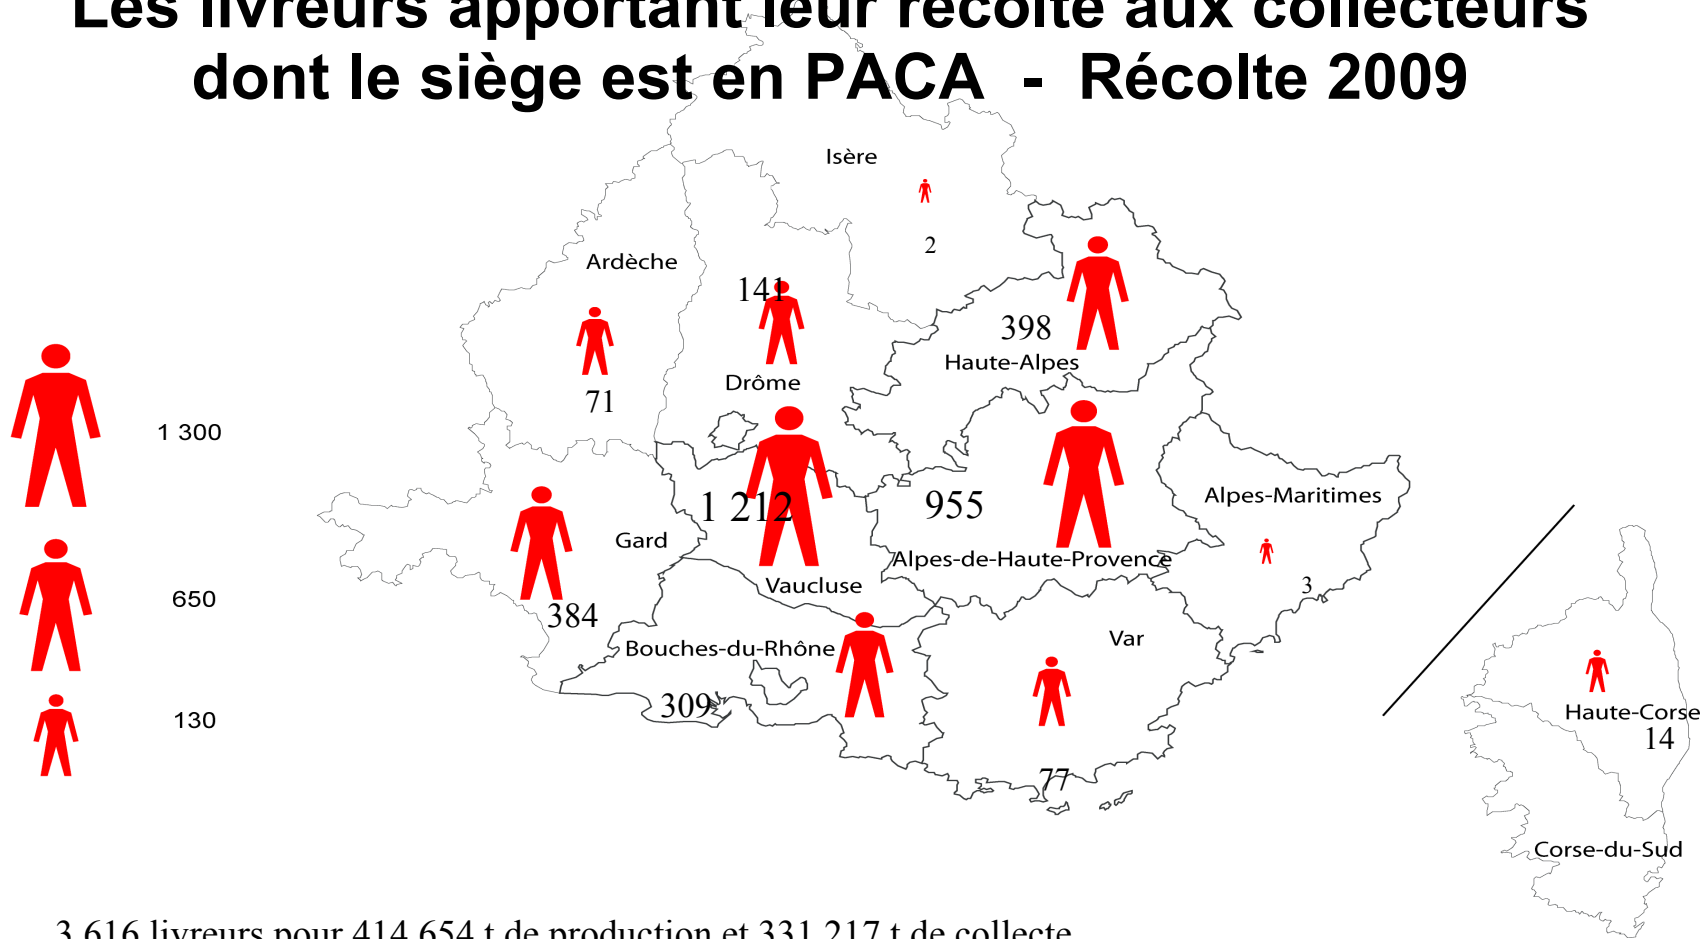 Les livreurs apportant leur récolte aux collecteurs
dont le siège est en PACA - Récolte 2009
Isère
2
Ardèche
71
141
Drôme
398
Haute-Alpes
1 300
650
130
Gard
384
1 212
Vaucluse
955
Alpes-de-Haute-Provence
Alpes-Maritimes
3
Bouches-du-Rhône
309
Var
77
Haute-Corse
14
Corse-du-Sud
3 616 livreurs pour 414 654 t de production et 331 217 t de collecte